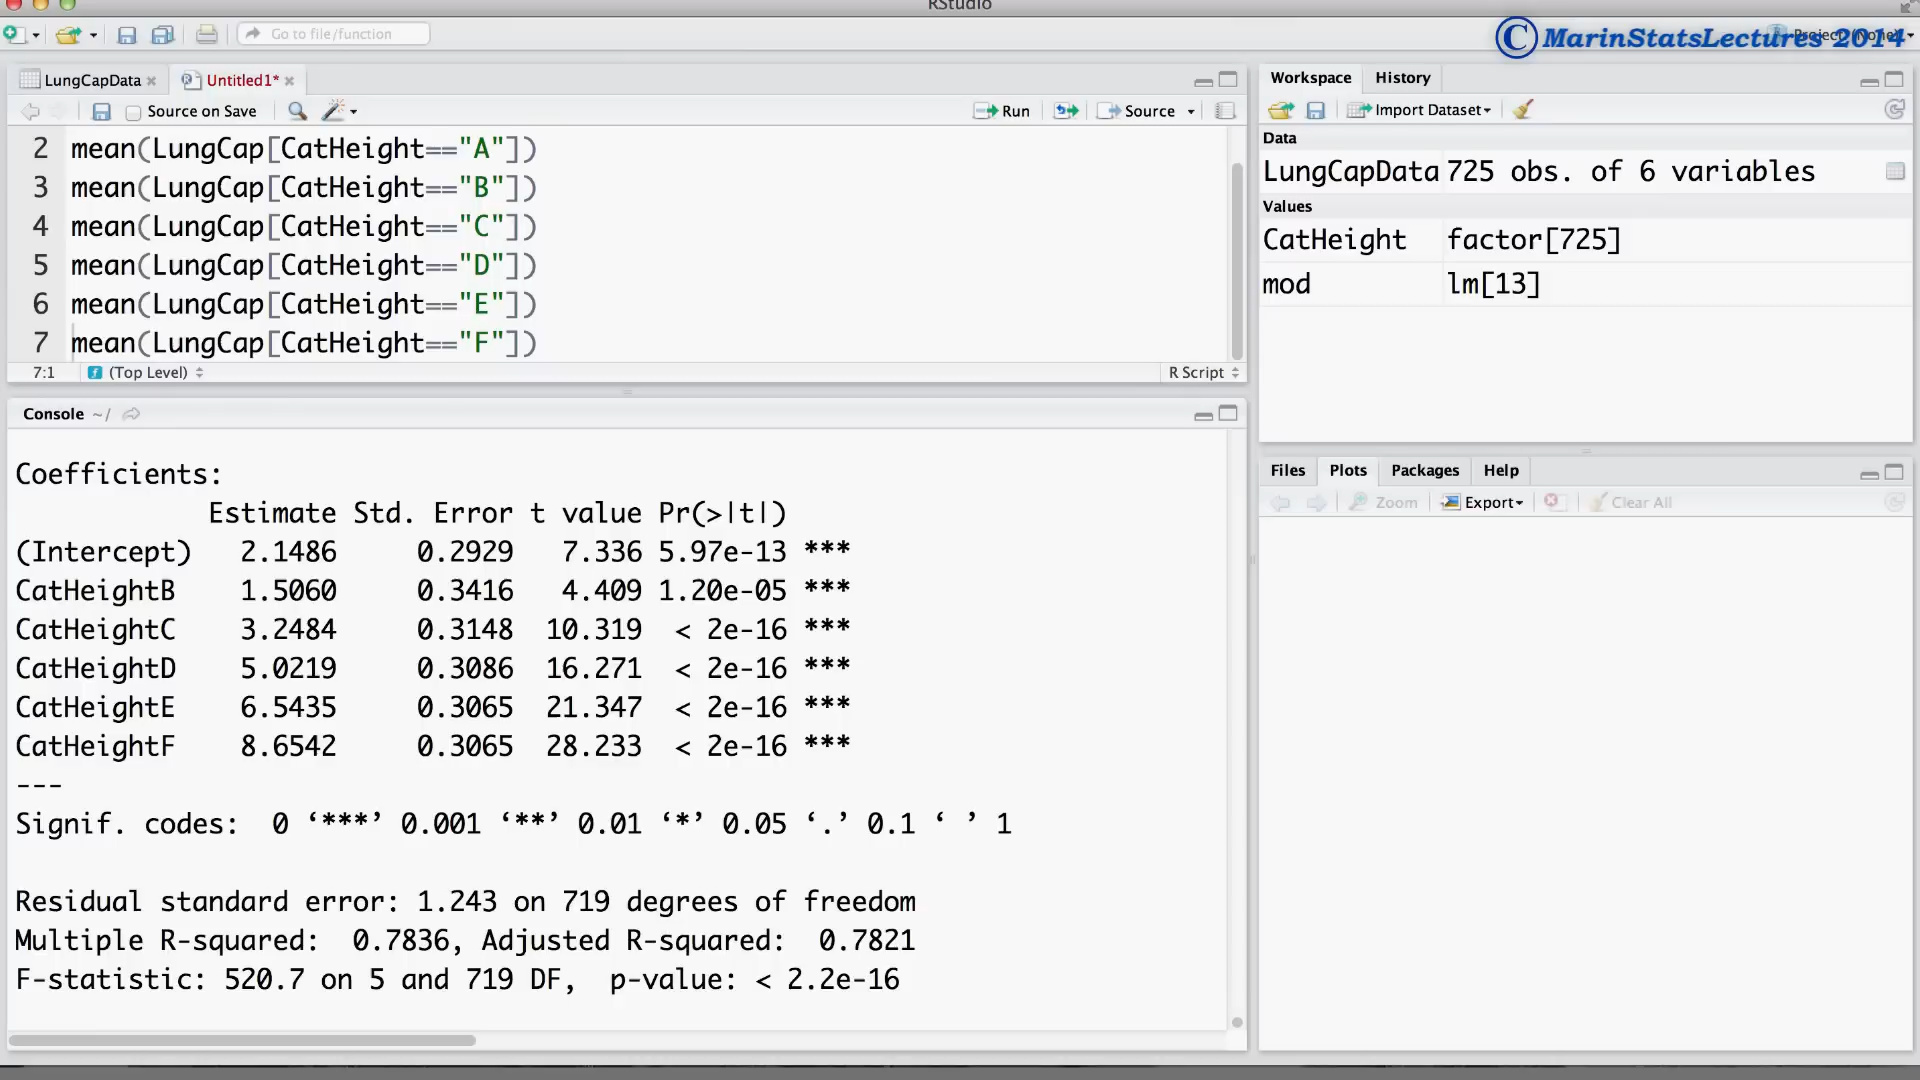 RStudio
Go to file/function
Project: (None)
© MarinStatsLectures 2014
LungCapData
Untitled1*
Source on Save
Run
Source
2 mean(LungCap[CatHeight=="A"])
3 mean(LungCap[CatHeight=="B"])
4 mean(LungCap[CatHeight=="C"])
5 mean(LungCap[CatHeight=="D"])
6 mean(LungCap[CatHeight=="E"])
7 mean(LungCap[CatHeight=="F"])
7:1 (Top Level) R Script
Console ~/
Coefficients:
Estimate Std. Error t value Pr(>|t|)
(Intercept) 2.1486 0.2929 7.336 5.97e-13 ***
CatHeightB 1.5060 0.3416 4.409 1.20e-05 ***
CatHeightC 3.2484 0.3148 10.319 < 2e-16 ***
CatHeightD 5.0219 0.3086 16.271 < 2e-16 ***
CatHeightE 6.5435 0.3065 21.347 < 2e-16 ***
CatHeightF 8.6542 0.3065 28.233 < 2e-16 ***
---
Signif. codes: 0 ‘***’ 0.001 ‘**’ 0.01 ‘*’ 0.05 ‘.’ 0.1 ‘ ’ 1
Residual standard error: 1.243 on 719 degrees of freedom
Multiple R-squared: 0.7836, Adjusted R-squared: 0.7821
F-statistic: 520.7 on 5 and 719 DF, p-value: < 2.2e-16
Workspace History
Import Dataset
Data
LungCapData 725 obs. of 6 variables
Values
CatHeight factor[725]
mod lm[13]
Files Plots Packages Help
Zoom Export Clear All